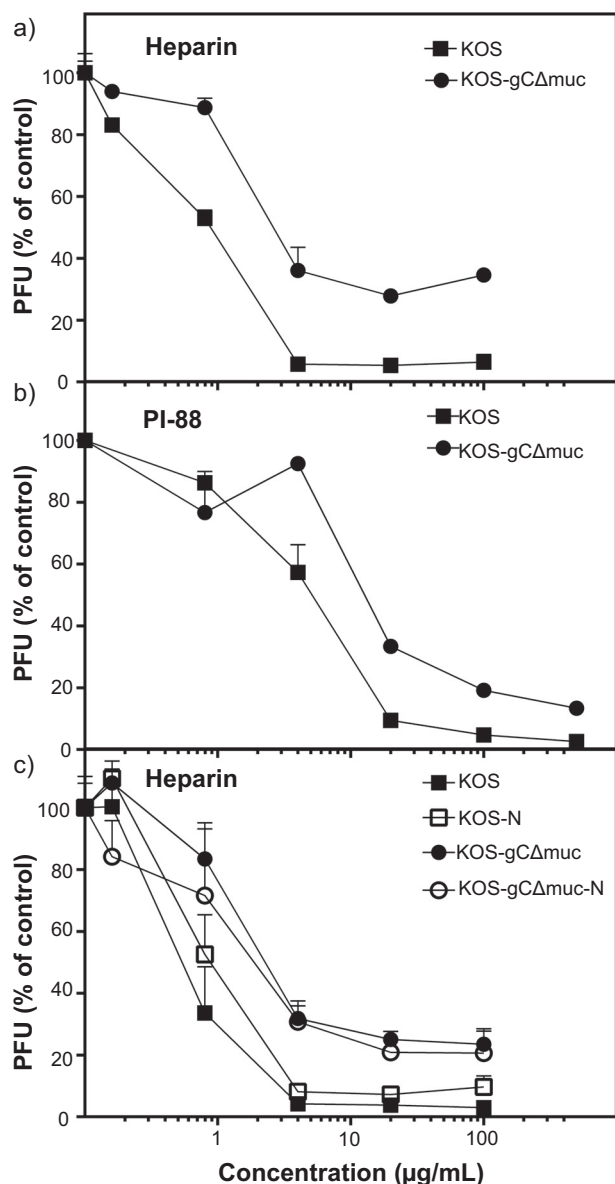 a)
Heparin
KOS
KOS-gCΔmuc
PFU (% of control)
100
80
60
40
20
0
b)
PI-88
KOS
KOS-gCΔmuc
PFU (% of control)
100
80
60
40
20
0
c)
Heparin
KOS
KOS-N
KOS-gCΔmuc
KOS-gCΔmuc-N
PFU (% of control)
100
80
60
40
20
0
1
10
100
Concentration (µg/mL)